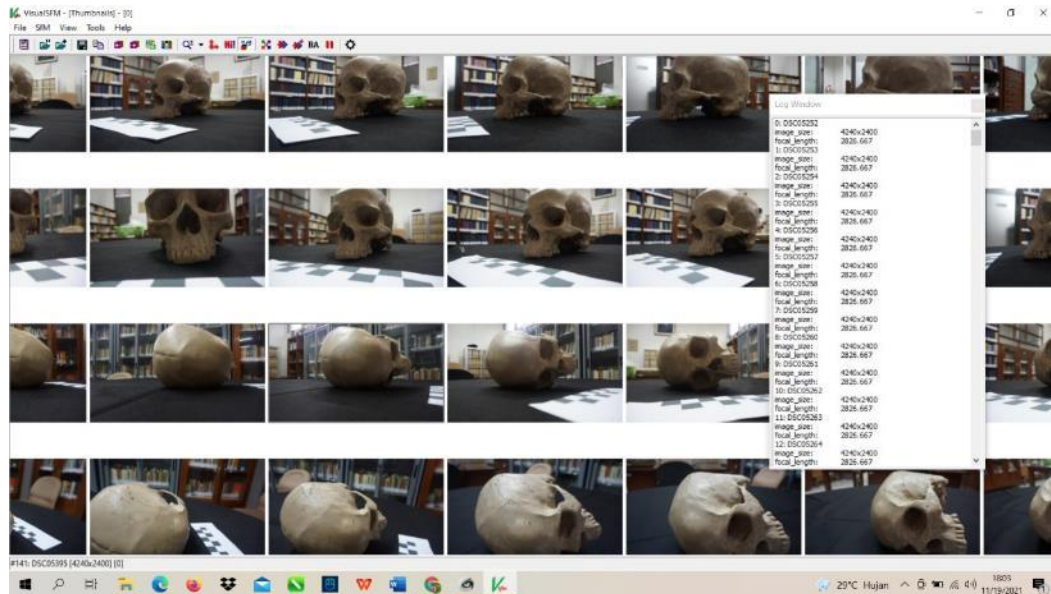 VisualSFM - [Thumbnails] - [0]
File SfM View Tools Help
BA
Log Window
0: DSC05252
image_size: 4240x2400
focal_length: 2826.667
1: DSC05253
image_size: 4240x2400
focal_length: 2826.667
2: DSC05254
image_size: 4240x2400
focal_length: 2826.667
3: DSC05255
image_size: 4240x2400
focal_length: 2826.667
4: DSC05256
image_size: 4240x2400
focal_length: 2826.667
5: DSC05257
image_size: 4240x2400
focal_length: 2826.667
6: DSC05258
image_size: 4240x2400
focal_length: 2826.667
7: DSC05259
image_size: 4240x2400
focal_length: 2826.667
8: DSC05260
image_size: 4240x2400
focal_length: 2826.667
9: DSC05261
image_size: 4240x2400
focal_length: 2826.667
10: DSC05262
image_size: 4240x2400
focal_length: 2826.667
11: DSC05263
image_size: 4240x2400
focal_length: 2826.667
12: DSC05264
image_size: 4240x2400
focal_length: 2826.667
#141: DSC05395 [4240x2400] [0]
29°C Hujan
1803
11/19/2021